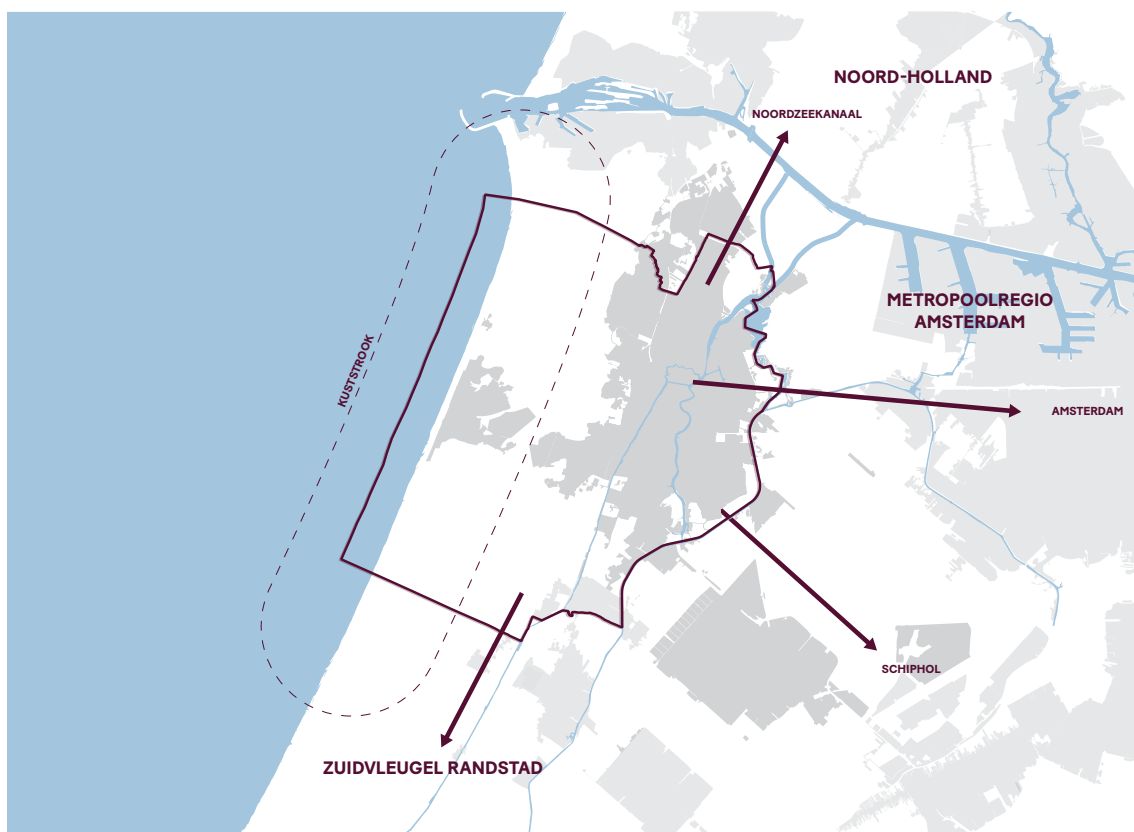 NOORD-HOLLAND
NOORDZEEKANAAL
METROPOOLREGIO
AMSTERDAM
KUSTSTROOK
AMSTERDAM
SCHIPHOL
ZUIDVLEUGEL RANDSTAD